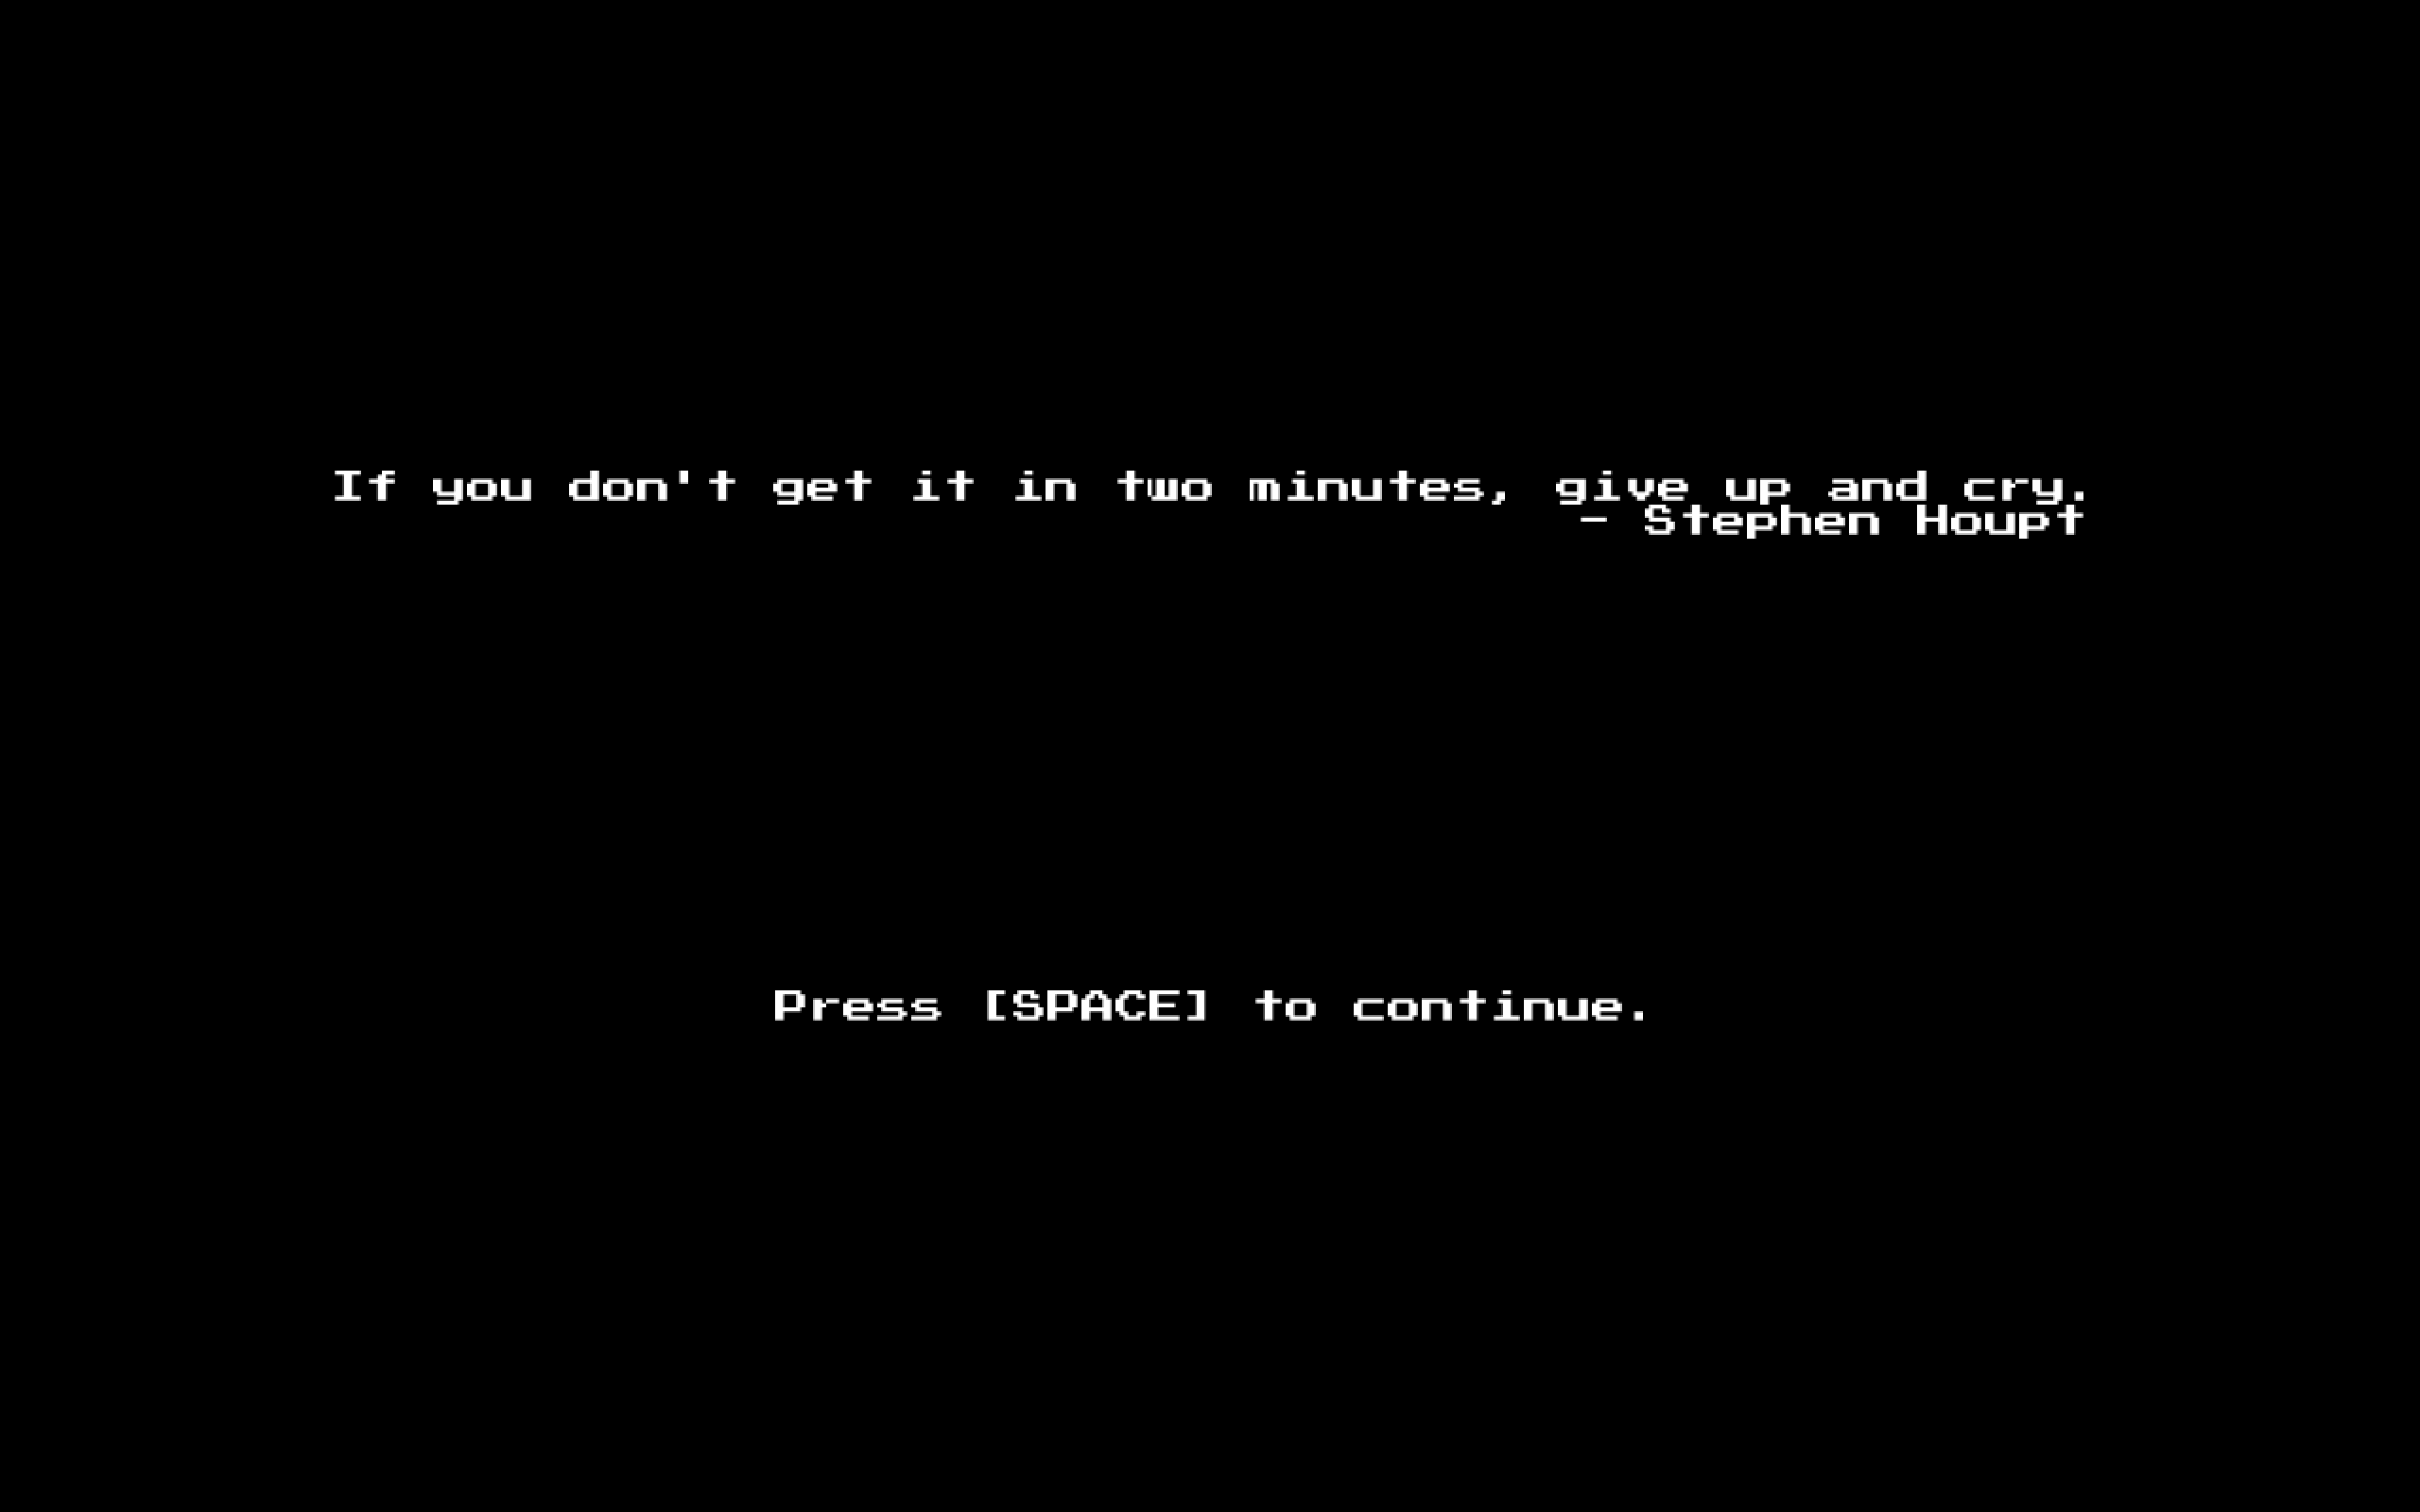 If you don't get it in two minutes, give up and cry.
- Stephen Houpt
Press [SPACE] to continue.